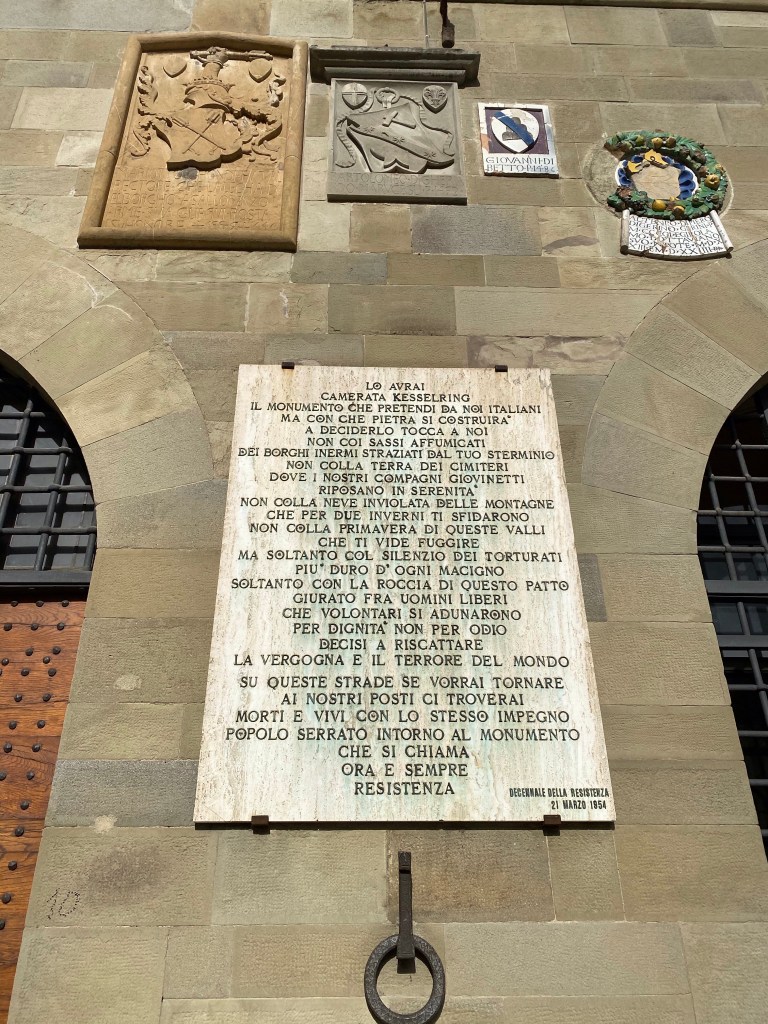 GIOVANNI DI
BETTO P. 1484
LO AVRAI
CAMERATA KESSELRING
IL MONUMENTO CHE PRETENDI DA NOI ITALIANI
MA CON CHE PIETRA SI COSTRUIRA'
A DECIDERLO TOCCA A NOI
NON COI SASSI AFFUMICATI
DEI BORGHI INERMI STRAZIATI DAL TUO STERMINIO
NON COLLA TERRA DEI CIMITERI
DOVE I NOSTRI COMPAGNI GIOVINETTI
RIPOSANO IN SERENITA'
NON COLLA NEVE INVIOLATA DELLE MONTAGNE
CHE PER DUE INVERNI TI SFIDARONO
NON COLLA PRIMAVERA DI QUESTE VALLI
CHE TI VIDE FUGGIRE
MA SOLTANTO COL SILENZIO DEI TORTURATI
PIU' DURO D'OGNI MACIGNO
SOLTANTO CON LA ROCCIA DI QUESTO PATTO
GIURATO FRA UOMINI LIBERI
CHE VOLONTARI SI ADUNARONO
PER DIGNITA' NON PER ODIO
DECISI A RISCATTARE
LA VERGOGNA E IL TERRORE DEL MONDO
SU QUESTE STRADE SE VORRAI TORNARE
AI NOSTRI POSTI CI TROVERAI
MORTI E VIVI CON LO STESSO IMPEGNO
POPOLO SERRATO INTORNO AL MONUMENTO
CHE SI CHIAMA
ORA E SEMPRE
RESISTENZA
DECENNALE DELLA RESISTENZA
21 MARZO 1954